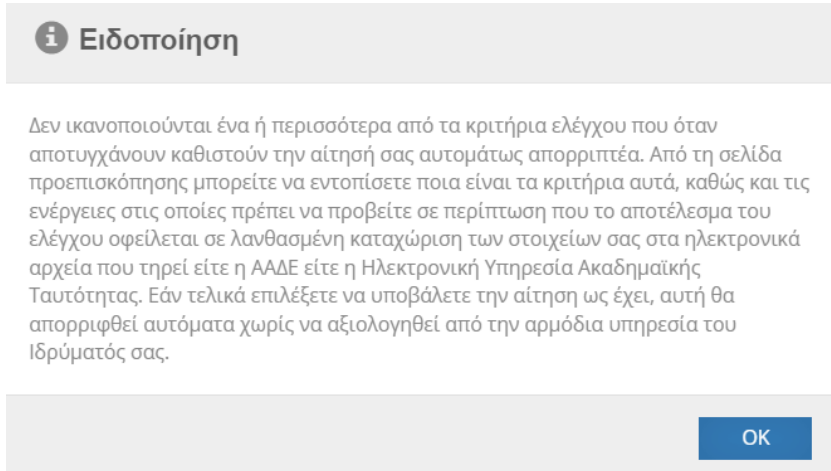 Ειδοποίηση
Δεν ικανοποιούνται ένα ή περισσότερα από τα κριτήρια ελέγχου που όταν
αποτυγχάνουν καθιστούν την αίτησή σας αυτομάτως απορριπτέα. Από τη σελίδα
προεπισκόπησης μπορείτε να εντοπίσετε ποια είναι τα κριτήρια αυτά, καθώς και τις
ενέργειες στις οποίες πρέπει να προβείτε σε περίπτωση που το αποτέλεσμα του
ελέγχου οφείλεται σε λανθασμένη καταχώριση των στοιχείων σας στα ηλεκτρονικά
αρχεία που τηρεί είτε η ΑΑΔΕ είτε η Ηλεκτρονική Υπηρεσία Ακαδημαϊκής
Ταυτότητας. Εάν τελικά επιλέξετε να υποβάλετε την αίτηση ως έχει, αυτή θα
απορριφθεί αυτόματα χωρίς να αξιολογηθεί από την αρμόδια υπηρεσία του
Ιδρύματός σας.
OK